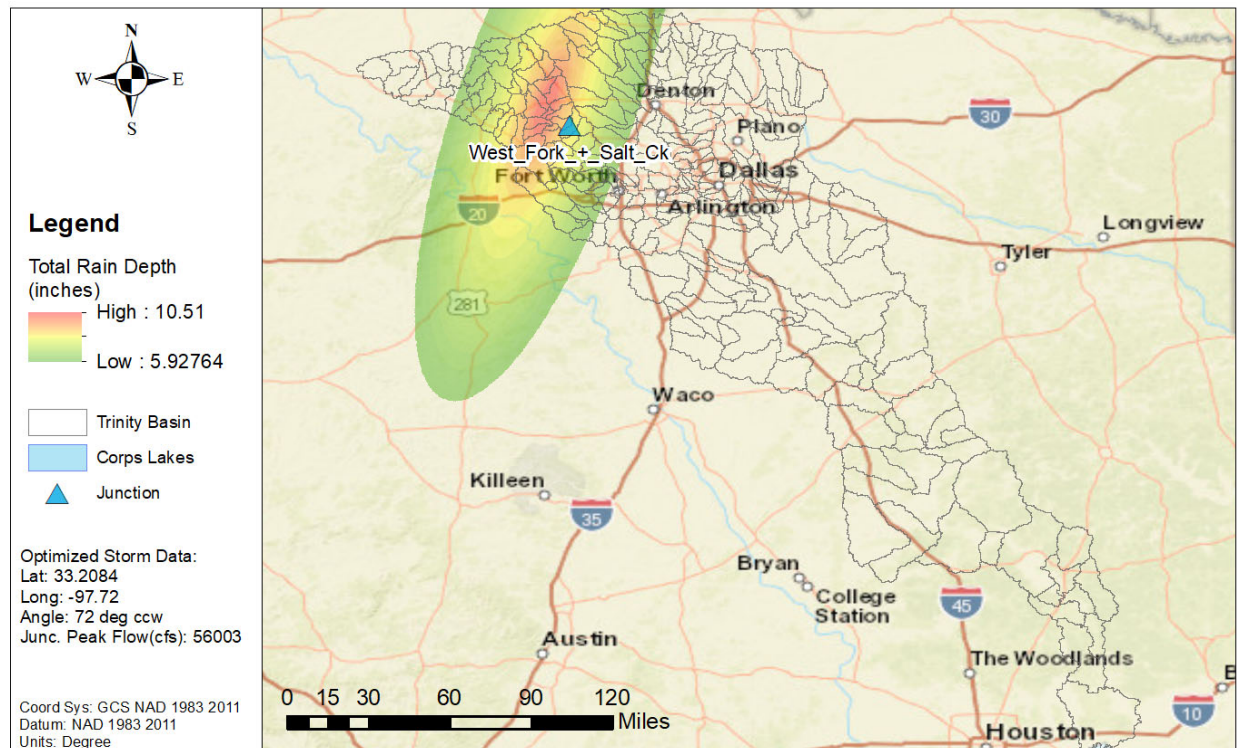 N
W
E
S
Legend
Total Rain Depth
(inches)
High : 10.51
Low : 5.92764
Trinity Basin
Corps Lakes
Junction
Optimized Storm Data:
Lat: 33.2084
Long: -97.72
Angle: 72 deg ccw
Junc. Peak Flow(cfs): 56003
Coord Sys: GCS NAD 1983 2011
Datum: NAD 1983 2011
Units: Degree
Denton
30
Plano
West_Fork_+_Salt_Ck
Fort Worth
Dallas
20
Arlington
Longview
Tyler
281
Waco
Killeen
35
Bryan
College
Station
45
Austin
The Woodlands
B
10
Houston
0 15 30 60 90 120
Miles